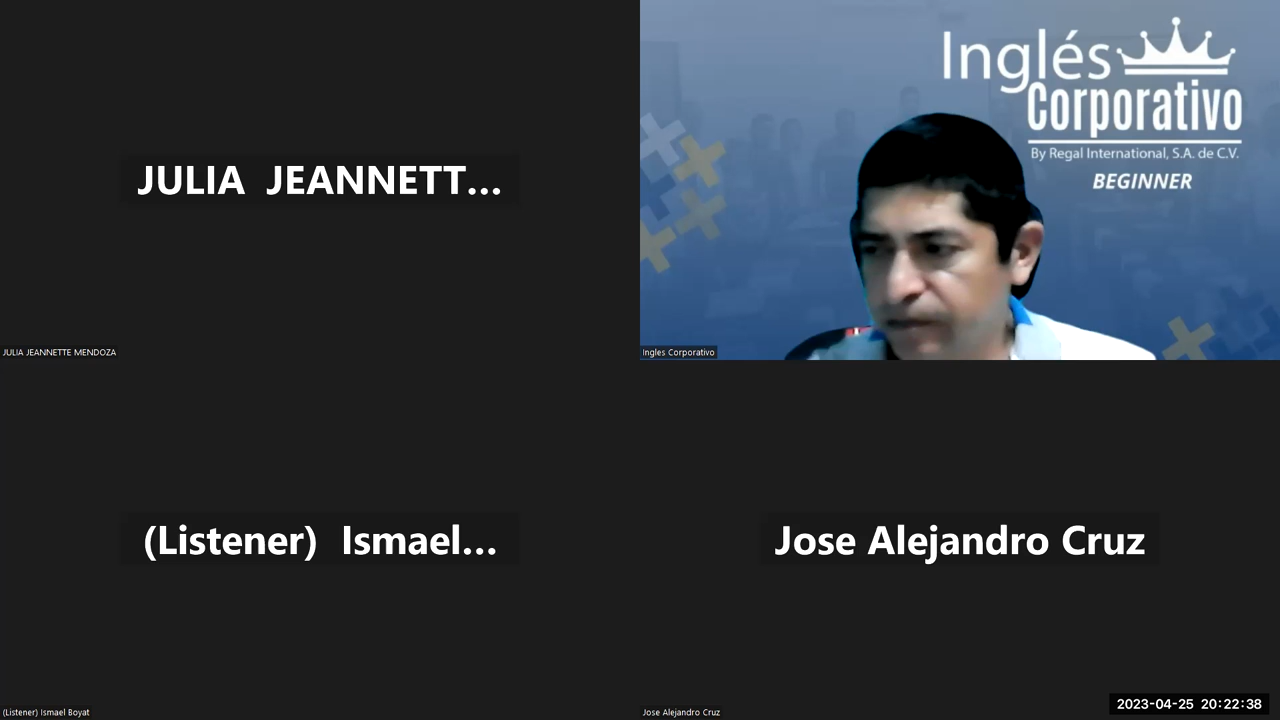 JULIA JEANNETT...
JULIA JEANNETTE MENDOZA
Inglés
Corporativo
By Regal International, S.A. de C.V.
BEGINNER
Ingles Corporativo
(Listener) Ismael...
(Listener) Ismael Boyat
Jose Alejandro Cruz
Jose Alejandro Cruz
2023-04-25 20:22:38